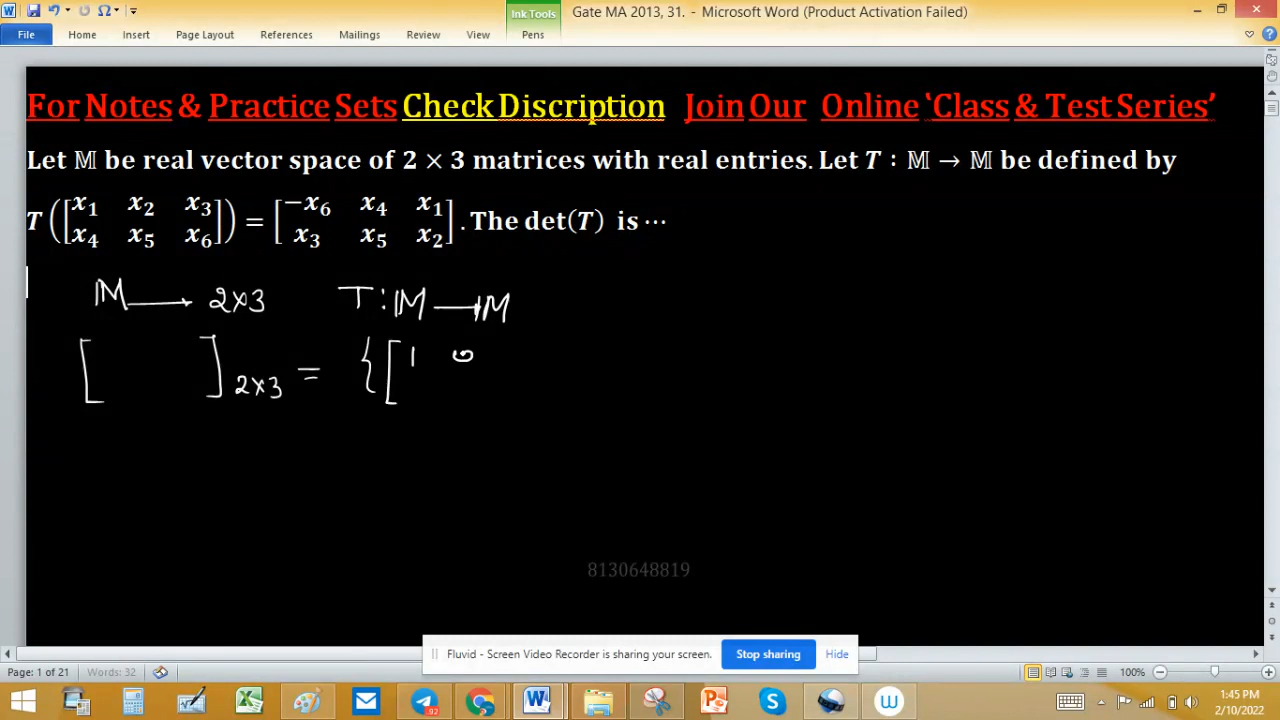 Gate MA 2013, 31. - Microsoft Word (Product Activation Failed)
Ink Tools
File Home Insert Page Layout References Mailings Review View Pens
For Notes & Practice Sets Check Discription Join Our Online ‘Class & Test Series’
Let 𝕄 be real vector space of 2 × 3 matrices with real entries. Let T : 𝕄 → 𝕄 be defined by
T([x₁ x₂ x₃; x₄ x₅ x₆]) = [−x₆ x₄ x₁; x₃ x₅ x₂]. The det(T) is ⋯
𝕄 → 2×3 T : 𝕄 → 𝕄
[ ]₂ₓ₃ = { [ 1 0
8130648819
Fluvid - Screen Video Recorder is sharing your screen. Stop sharing Hide
Page: 1 of 21 Words: 32 100%
92
1:45 PM
2/10/2022